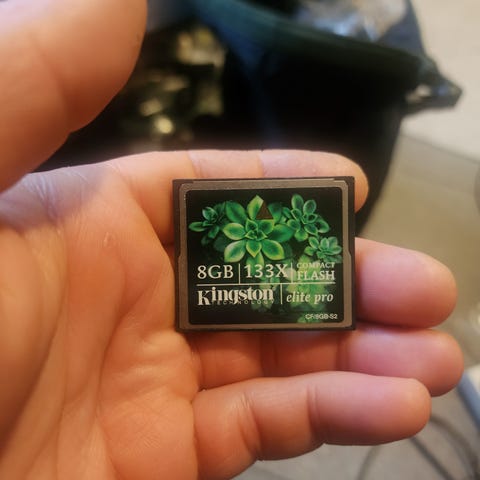 8GB 133X COMPACT FLASH
Kingston elite pro
TECHNOLOGY
CF/8GB-S2